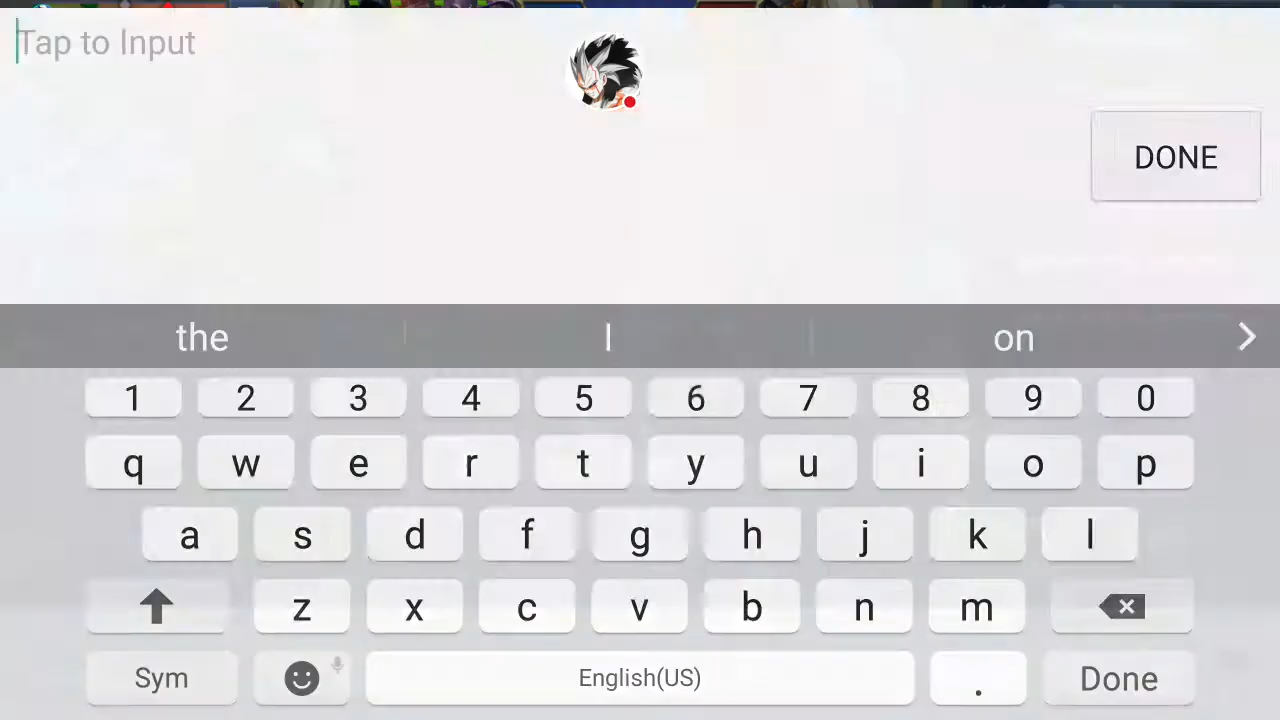 Tap to Input
DONE
the | on
1 2 3 4 5 6 7 8 9 0
q w e r t y u i o p
a s d f g h j k l
z x c v b n m
Sym English(US) . Done